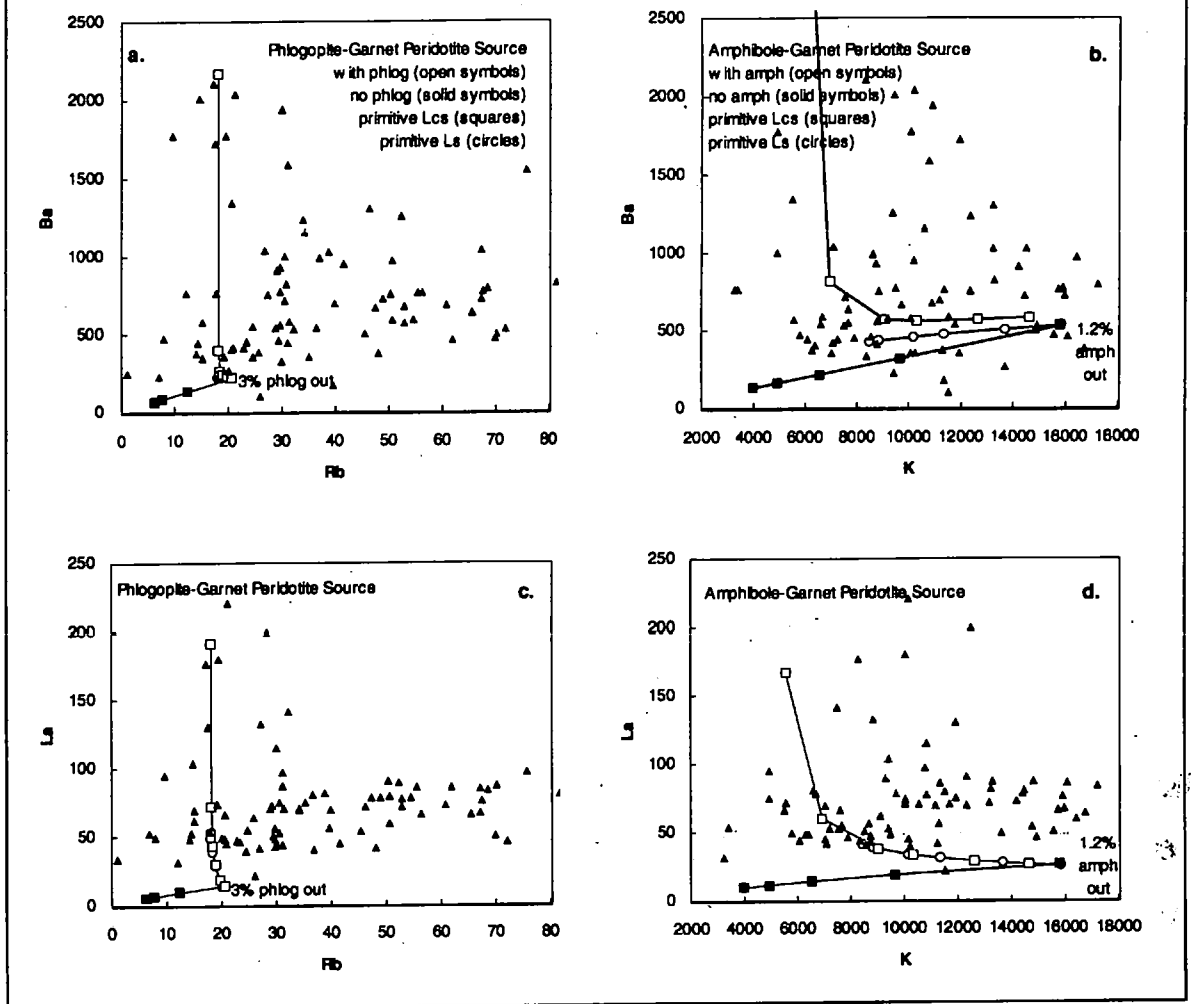 a.
Phlogopite-Garnet Peridotite Source
with phlog (open symbols)
no phlog (solid symbols)
primitive Lcs (squares)
primitive Ls (circles)
2500
2000
1500
1000
500
0
Ba
3% phlog out
0 10 20 30 40 50 60 70 80
Rb
b.
Amphibole-Garnet Peridotite Source
with amph (open symbols)
no amph (solid symbols)
primitive Lcs (squares)
primitive Ls (circles)
2500
2000
1500
1000
500
0
Ba
1.2%
amph
out
2000 4000 6000 8000 10000 12000 14000 16000 18000
K
c.
Phlogopite-Garnet Peridotite Source
250
200
150
100
50
0
La
3% phlog out
0 10 20 30 40 50 60 70 80
Rb
d.
Amphibole-Garnet Peridotite Source
250
200
150
100
50
0
La
1.2%
amph
out
2000 4000 6000 8000 10000 12000 14000 16000 18000
K